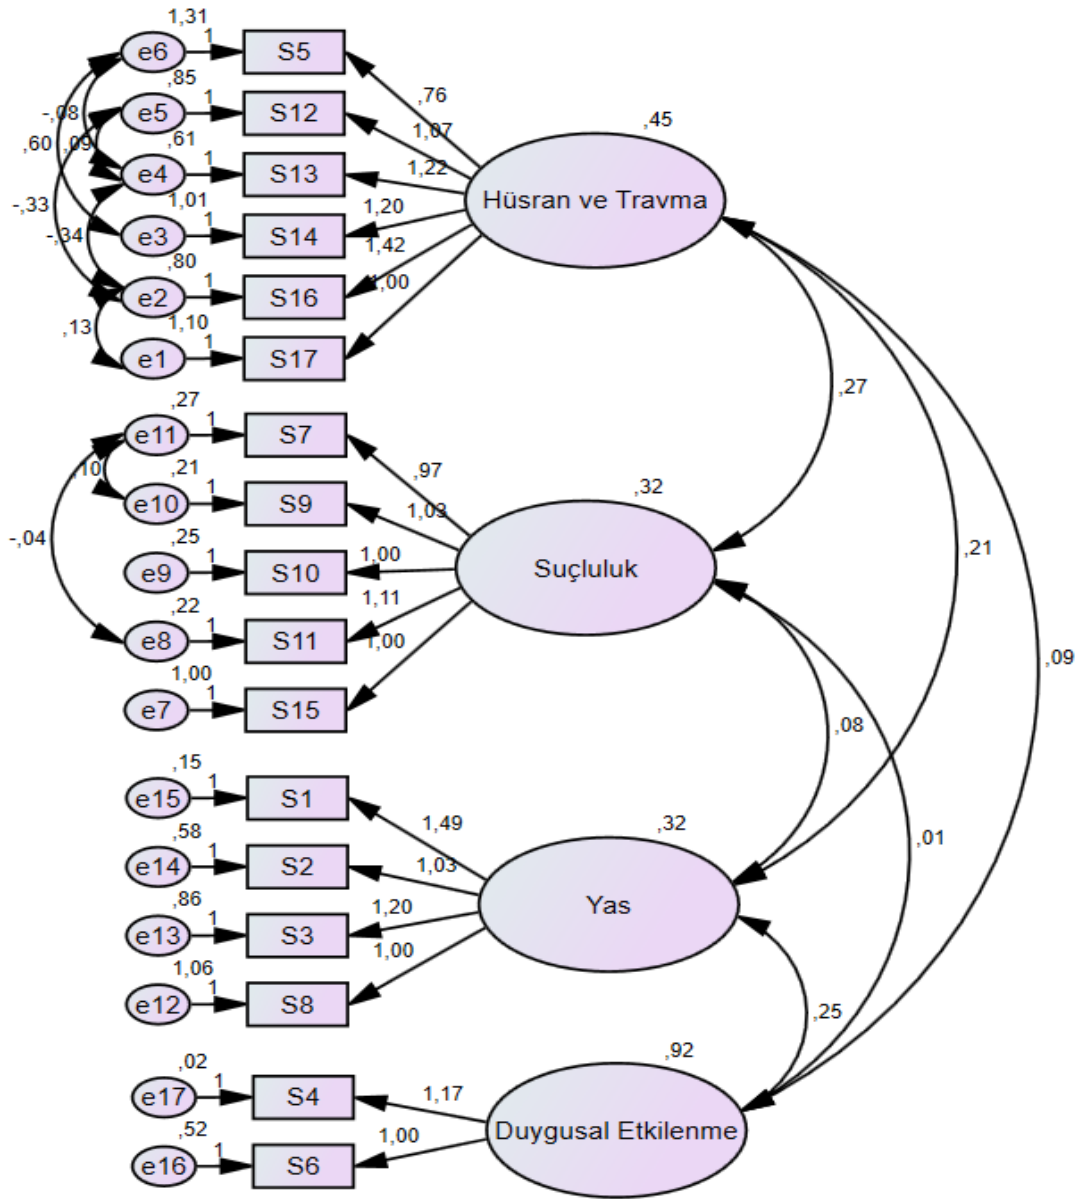 1,31
e6 1 S5
,85
e5 1 S12
,61
e4 1 S13
1,01
e3 1 S14
,80
e2 1 S16
1,10
e1 1 S17
-,08
,60 ,09
-,33
-,34
,13
,76
1,07
1,22
1,20
1,42
1,00
,45
Hüsran ve Travma
,27
e11 1 S7
,21
e10 1 S9
,25
e9 1 S10
,22
e8 1 S11
1,00
e7 1 S15
,10
-,04
,97
1,03
1,00
1,11
1,00
,32
Suçluluk
,15
e15 1 S1
,58
e14 1 S2
,86
e13 1 S3
1,06
e12 1 S8
1,49
1,03
1,20
1,00
,32
Yas
,02
e17 1 S4
,52
e16 1 S6
1,17
1,00
,92
Duygusal Etkilenme
,27
,21
,09
,08
,01
,25